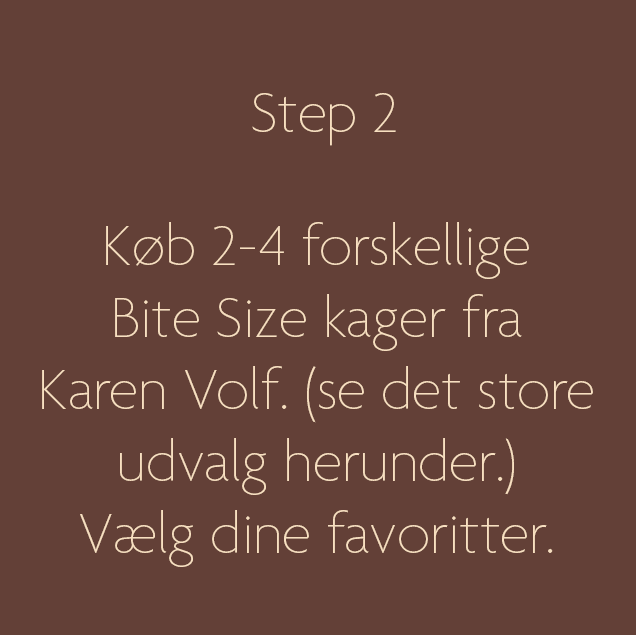 Step 2
Køb 2-4 forskellige
Bite Size kager fra
Karen Volf. (se det store
udvalg herunder.)
Vælg dine favoritter.